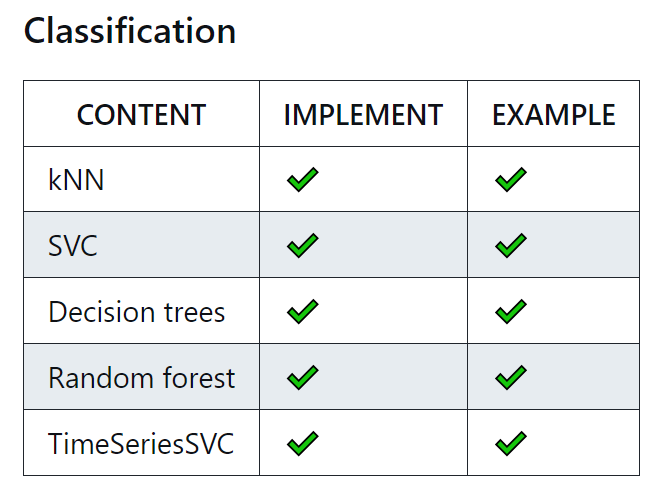 Classification
CONTENT IMPLEMENT EXAMPLE
kNN ✔ ✔
SVC ✔ ✔
Decision trees ✔ ✔
Random forest ✔ ✔
TimeSeriesSVC ✔ ✔